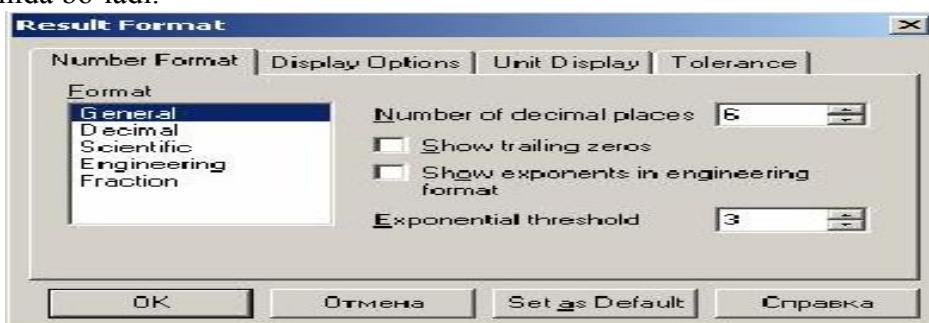 Result Format
Number Format Display Options Unit Display Tolerance
Format
General
Decimal
Scientific
Engineering
Fraction
Number of decimal places 6
Show trailing zeros
Show exponents in engineering
format
Exponential threshold 3
OK Отмена Set as Default Справка